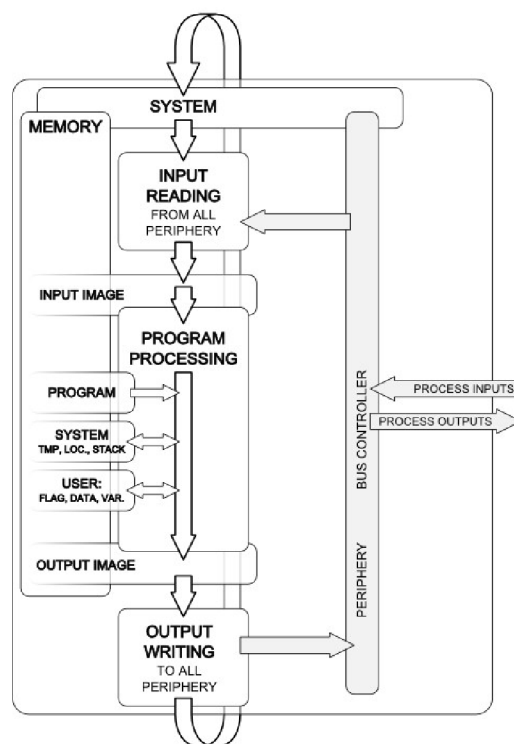 SYSTEM
MEMORY
INPUT
READING
FROM ALL
PERIPHERY
INPUT IMAGE
PROGRAM
PROCESSING
PROGRAM
SYSTEM
TMP, LOC., STACK
USER:
FLAG, DATA, VAR.
OUTPUT IMAGE
OUTPUT
WRITING
TO ALL
PERIPHERY
BUS CONTROLLER
PERIPHERY
PROCESS INPUTS
PROCESS OUTPUTS